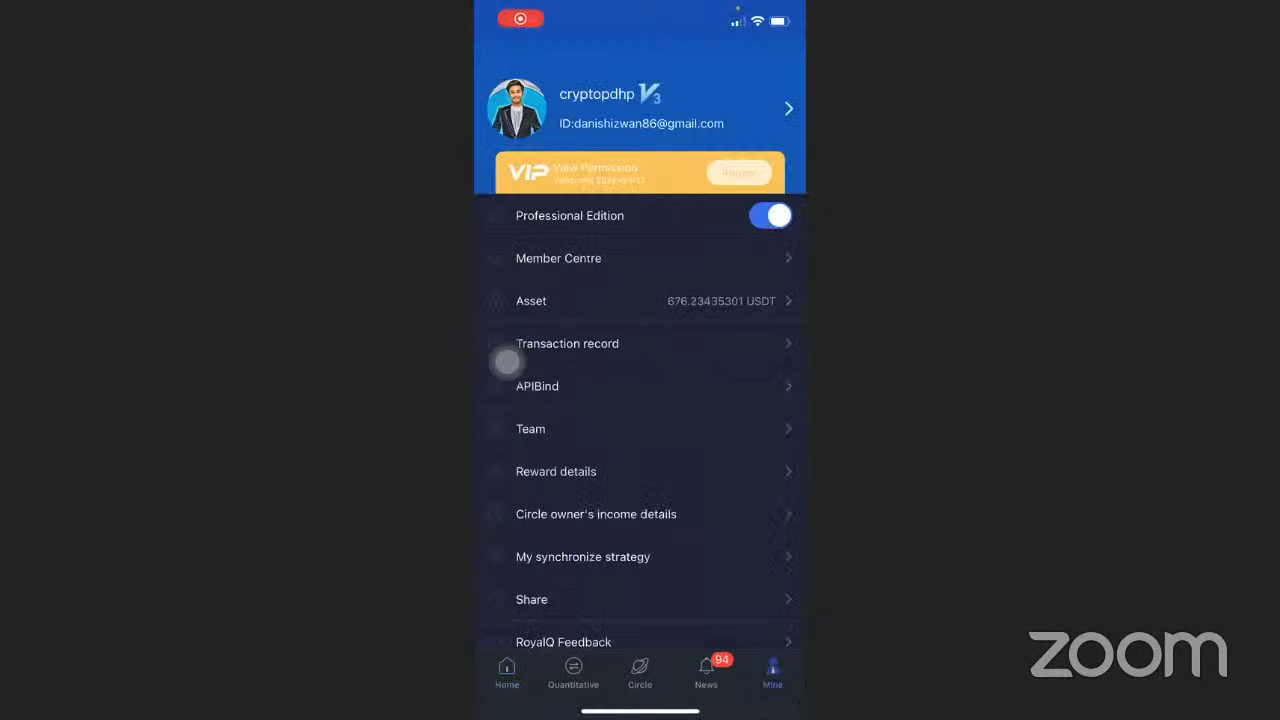 cryptopdhp V3
ID:danishizwan86@gmail.com
VIP View Permission
Professional Edition
Member Centre
Asset 676.23435301 USDT
Transaction record
APIBind
Team
Reward details
Circle owner's income details
My synchronize strategy
Share
RoyalQ Feedback
94
Home Quantitative Circle News Mine
zoom